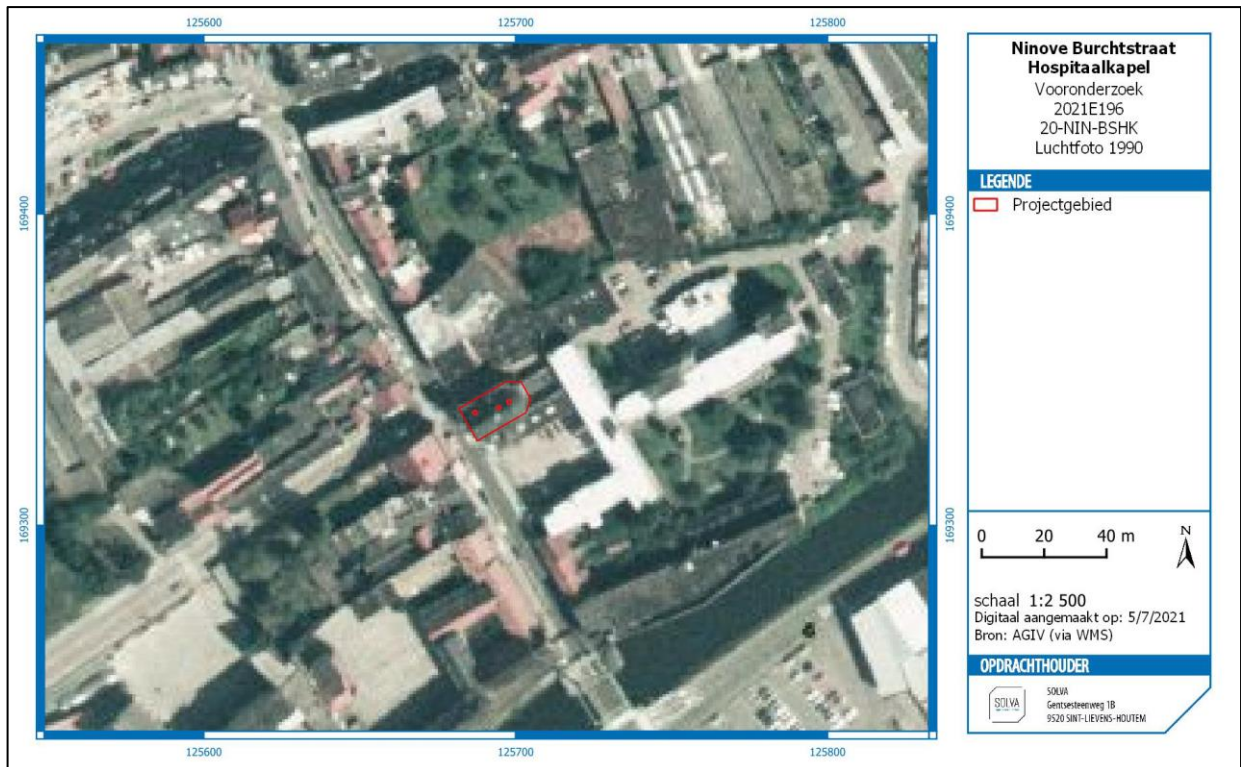 125600
125700
125800
169400
169400
169300
169300
125600
125700
125800
Ninove Burchtstraat
Hospitaalkapel
Vooronderzoek
2021E196
20-NIN-BSHK
Luchtfoto 1990
LEGENDE
Projectgebied
0 20 40 m
N
schaal 1:2 500
Digitaal aangemaakt op: 5/7/2021
Bron: AGIV (via WMS)
OPDRACHTHOUDER
SOLVA
SOLVA
Gentsesteenweg 1B
9520 SINT-LIEVENS-HOUTEM